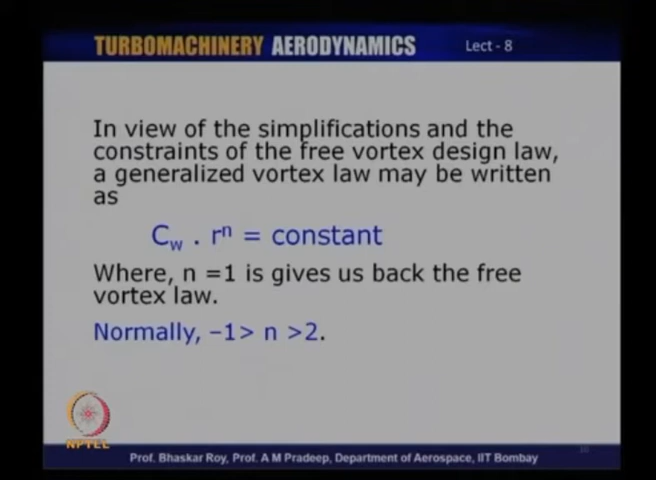 TURBOMACHINERY AERODYNAMICS Lect - 8
In view of the simplifications and the
constraints of the free vortex design law,
a generalized vortex law may be written
as
Cw . rⁿ = constant
Where, n =1 is gives us back the free
vortex law.
Normally, –1> n >2.
NPTEL
Prof. Bhaskar Roy, Prof. A M Pradeep, Department of Aerospace, IIT Bombay